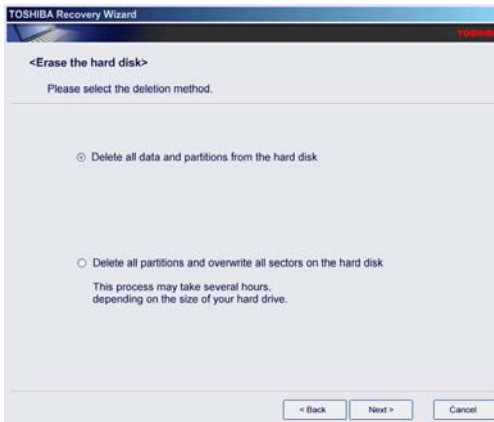 TOSHIBA Recovery Wizard
TOSHIBA
<Erase the hard disk>
Please select the deletion method.
Delete all data and partitions from the hard disk
Delete all partitions and overwrite all sectors on the hard disk
This process may take several hours,
depending on the size of your hard drive.
< Back Next > Cancel